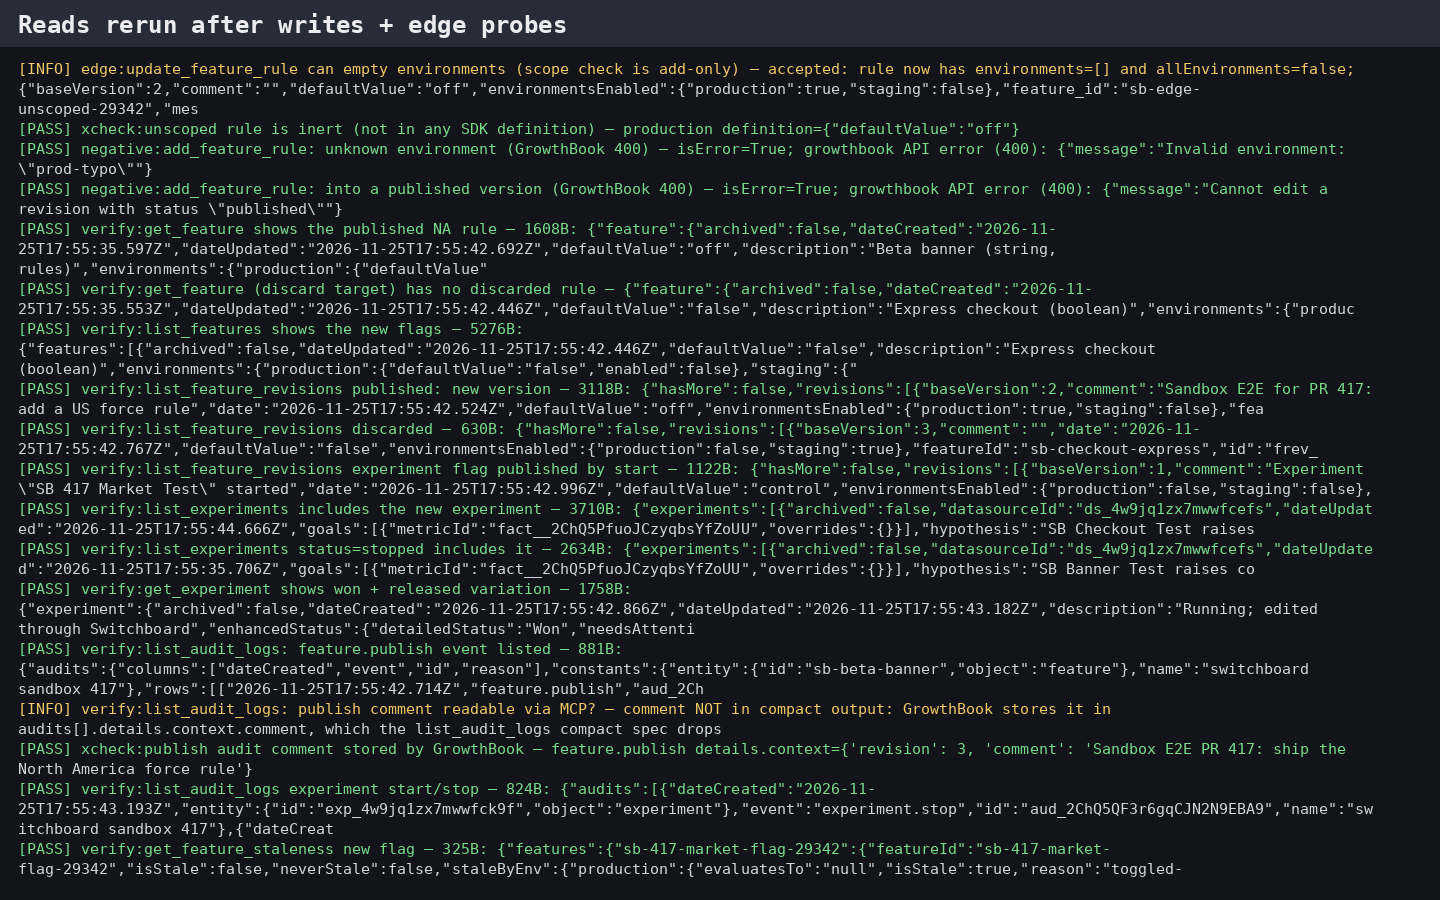 Reads rerun after writes + edge probes
[INFO] edge:update_feature_rule can empty environments (scope check is add-only) — accepted: rule now has environments=[] and allEnvironments=false;
{"baseVersion":2,"comment":"","defaultValue":"off","environmentsEnabled":{"production":true,"staging":false},"feature_id":"sb-edge-
unscoped-29342","mes
[PASS] xcheck:unscoped rule is inert (not in any SDK definition) — production definition={"defaultValue":"off"}
[PASS] negative:add_feature_rule: unknown environment (GrowthBook 400) — isError=True; growthbook API error (400): {"message":"Invalid environment:
\"prod-typo\""}
[PASS] negative:add_feature_rule: into a published version (GrowthBook 400) — isError=True; growthbook API error (400): {"message":"Cannot edit a
revision with status \"published\""}
[PASS] verify:get_feature shows the published NA rule — 1608B: {"feature":{"archived":false,"dateCreated":"2026-11-
25T17:55:35.597Z","dateUpdated":"2026-11-25T17:55:42.692Z","defaultValue":"off","description":"Beta banner (string,
rules)","environments":{"production":{"defaultValue"
[PASS] verify:get_feature (discard target) has no discarded rule — {"feature":{"archived":false,"dateCreated":"2026-11-
25T17:55:35.553Z","dateUpdated":"2026-11-25T17:55:42.446Z","defaultValue":"false","description":"Express checkout (boolean)","environments":{"produc
[PASS] verify:list_features shows the new flags — 5276B:
{"features":[{"archived":false,"dateUpdated":"2026-11-25T17:55:42.446Z","defaultValue":"false","description":"Express checkout
(boolean)","environments":{"production":{"defaultValue":"false","enabled":false},"staging":{"
[PASS] verify:list_feature_revisions published: new version — 3118B: {"hasMore":false,"revisions":[{"baseVersion":2,"comment":"Sandbox E2E for PR 417:
add a US force rule","date":"2026-11-25T17:55:42.524Z","defaultValue":"off","environmentsEnabled":{"production":true,"staging":false},"fea
[PASS] verify:list_feature_revisions discarded — 630B: {"hasMore":false,"revisions":[{"baseVersion":3,"comment":"","date":"2026-11-
25T17:55:42.767Z","defaultValue":"false","environmentsEnabled":{"production":false,"staging":true},"featureId":"sb-checkout-express","id":"frev_
[PASS] verify:list_feature_revisions experiment flag published by start — 1122B: {"hasMore":false,"revisions":[{"baseVersion":1,"comment":"Experiment
\"SB 417 Market Test\" started","date":"2026-11-25T17:55:42.996Z","defaultValue":"control","environmentsEnabled":{"production":false,"staging":false},
[PASS] verify:list_experiments includes the new experiment — 3710B: {"experiments":[{"archived":false,"datasourceId":"ds_4w9jq1zx7mwwfcefs","dateUpdat
ed":"2026-11-25T17:55:44.666Z","goals":[{"metricId":"fact__2ChQ5PfuoJCzyqbsYfZoUU","overrides":{}}],"hypothesis":"SB Checkout Test raises
[PASS] verify:list_experiments status=stopped includes it — 2634B: {"experiments":[{"archived":false,"datasourceId":"ds_4w9jq1zx7mwwfcefs","dateUpdate
d":"2026-11-25T17:55:35.706Z","goals":[{"metricId":"fact__2ChQ5PfuoJCzyqbsYfZoUU","overrides":{}}],"hypothesis":"SB Banner Test raises co
[PASS] verify:get_experiment shows won + released variation — 1758B:
{"experiment":{"archived":false,"dateCreated":"2026-11-25T17:55:42.866Z","dateUpdated":"2026-11-25T17:55:43.182Z","description":"Running; edited
through Switchboard","enhancedStatus":{"detailedStatus":"Won","needsAttenti
[PASS] verify:list_audit_logs: feature.publish event listed — 881B:
{"audits":{"columns":["dateCreated","event","id","reason"],"constants":{"entity":{"id":"sb-beta-banner","object":"feature"},"name":"switchboard
sandbox 417"},"rows":[["2026-11-25T17:55:42.714Z","feature.publish","aud_2Ch
[INFO] verify:list_audit_logs: publish comment readable via MCP? — comment NOT in compact output: GrowthBook stores it in
audits[].details.context.comment, which the list_audit_logs compact spec drops
[PASS] xcheck:publish audit comment stored by GrowthBook — feature.publish details.context={'revision': 3, 'comment': 'Sandbox E2E PR 417: ship the
North America force rule'}
[PASS] verify:list_audit_logs experiment start/stop — 824B: {"audits":[{"dateCreated":"2026-11-
25T17:55:43.193Z","entity":{"id":"exp_4w9jq1zx7mwwfck9f","object":"experiment"},"event":"experiment.stop","id":"aud_2ChQ5QF3r6gqCJN2N9EBA9","name":"sw
itchboard sandbox 417"},{"dateCreat
[PASS] verify:get_feature_staleness new flag — 325B: {"features":{"sb-417-market-flag-29342":{"featureId":"sb-417-market-
flag-29342","isStale":false,"neverStale":false,"staleByEnv":{"production":{"evaluatesTo":"null","isStale":true,"reason":"toggled-